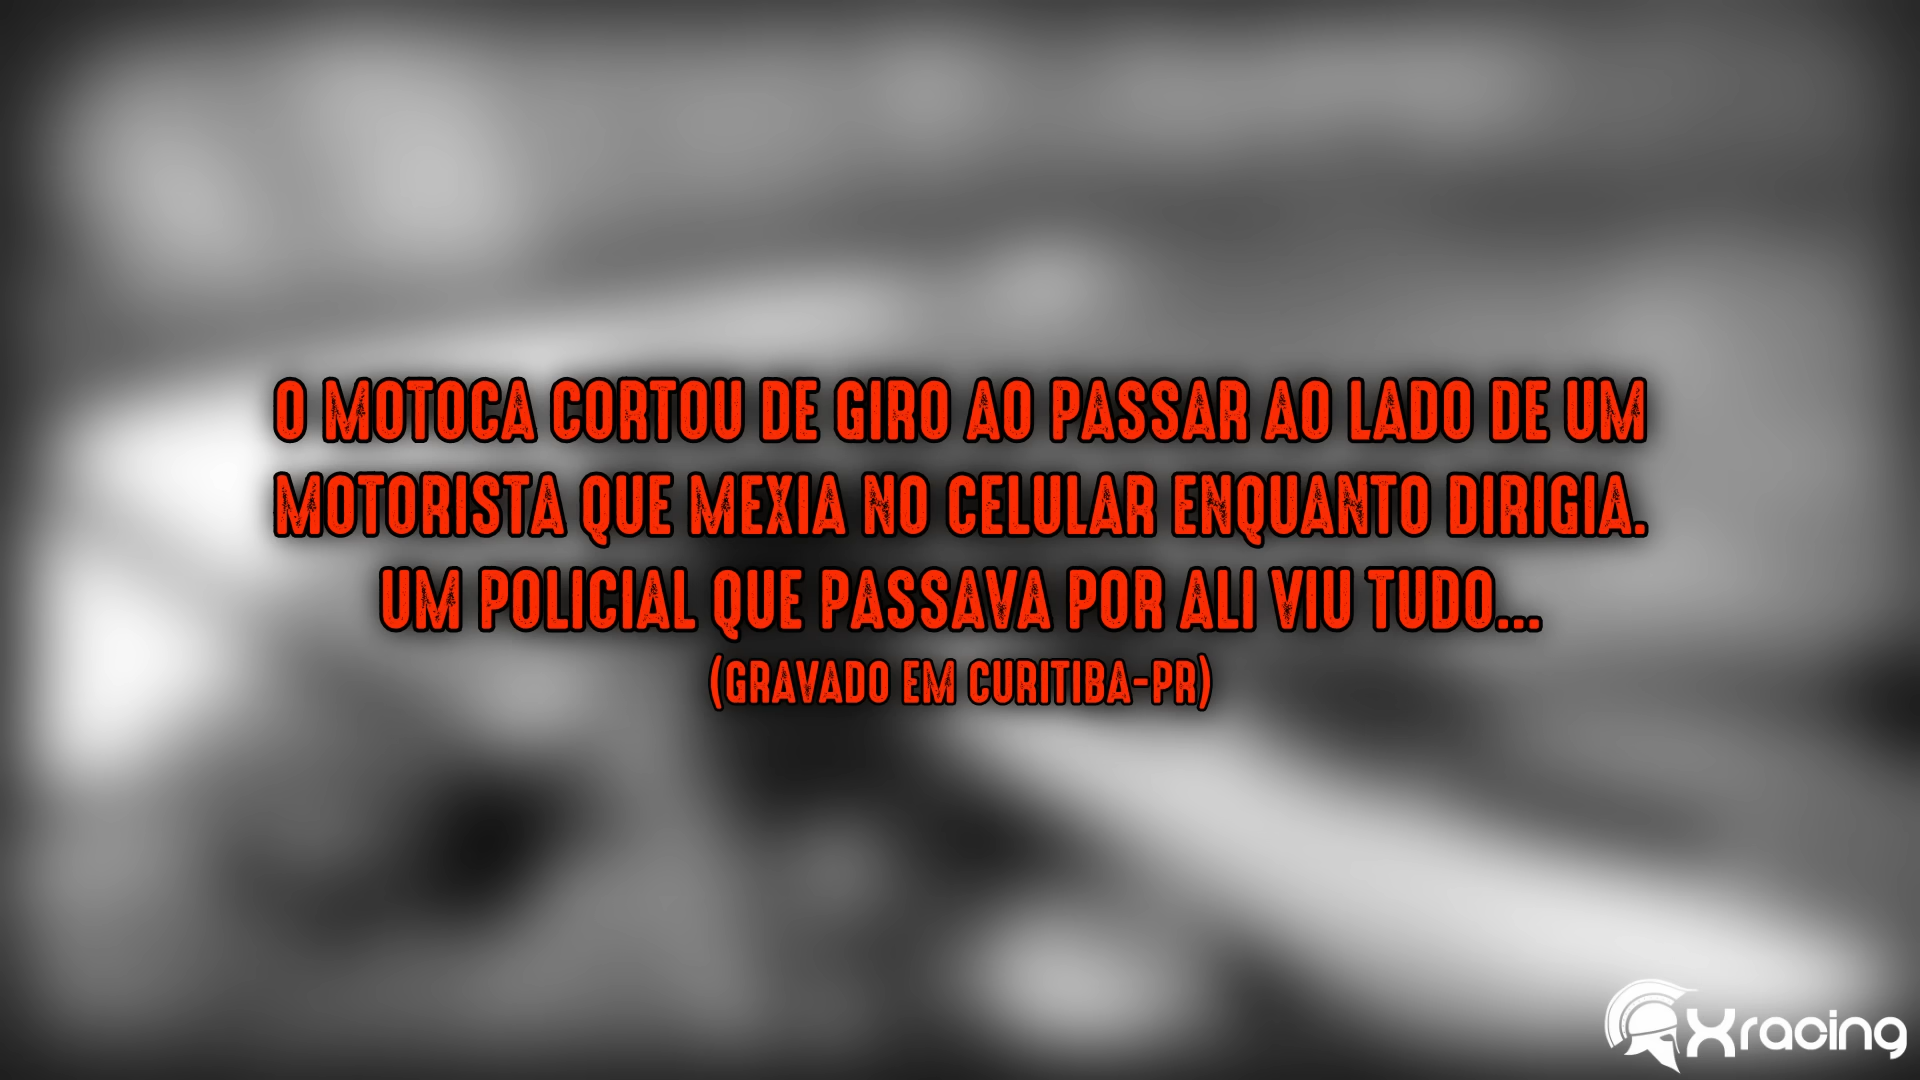 O MOTOCA CORTOU DE GIRO AO PASSAR AO LADO DE UM
MOTORISTA QUE MEXIA NO CELULAR ENQUANTO DIRIGIA.
UM POLICIAL QUE PASSAVA POR ALI VIU TUDO...
(GRAVADO EM CURITIBA-PR)
Xracing